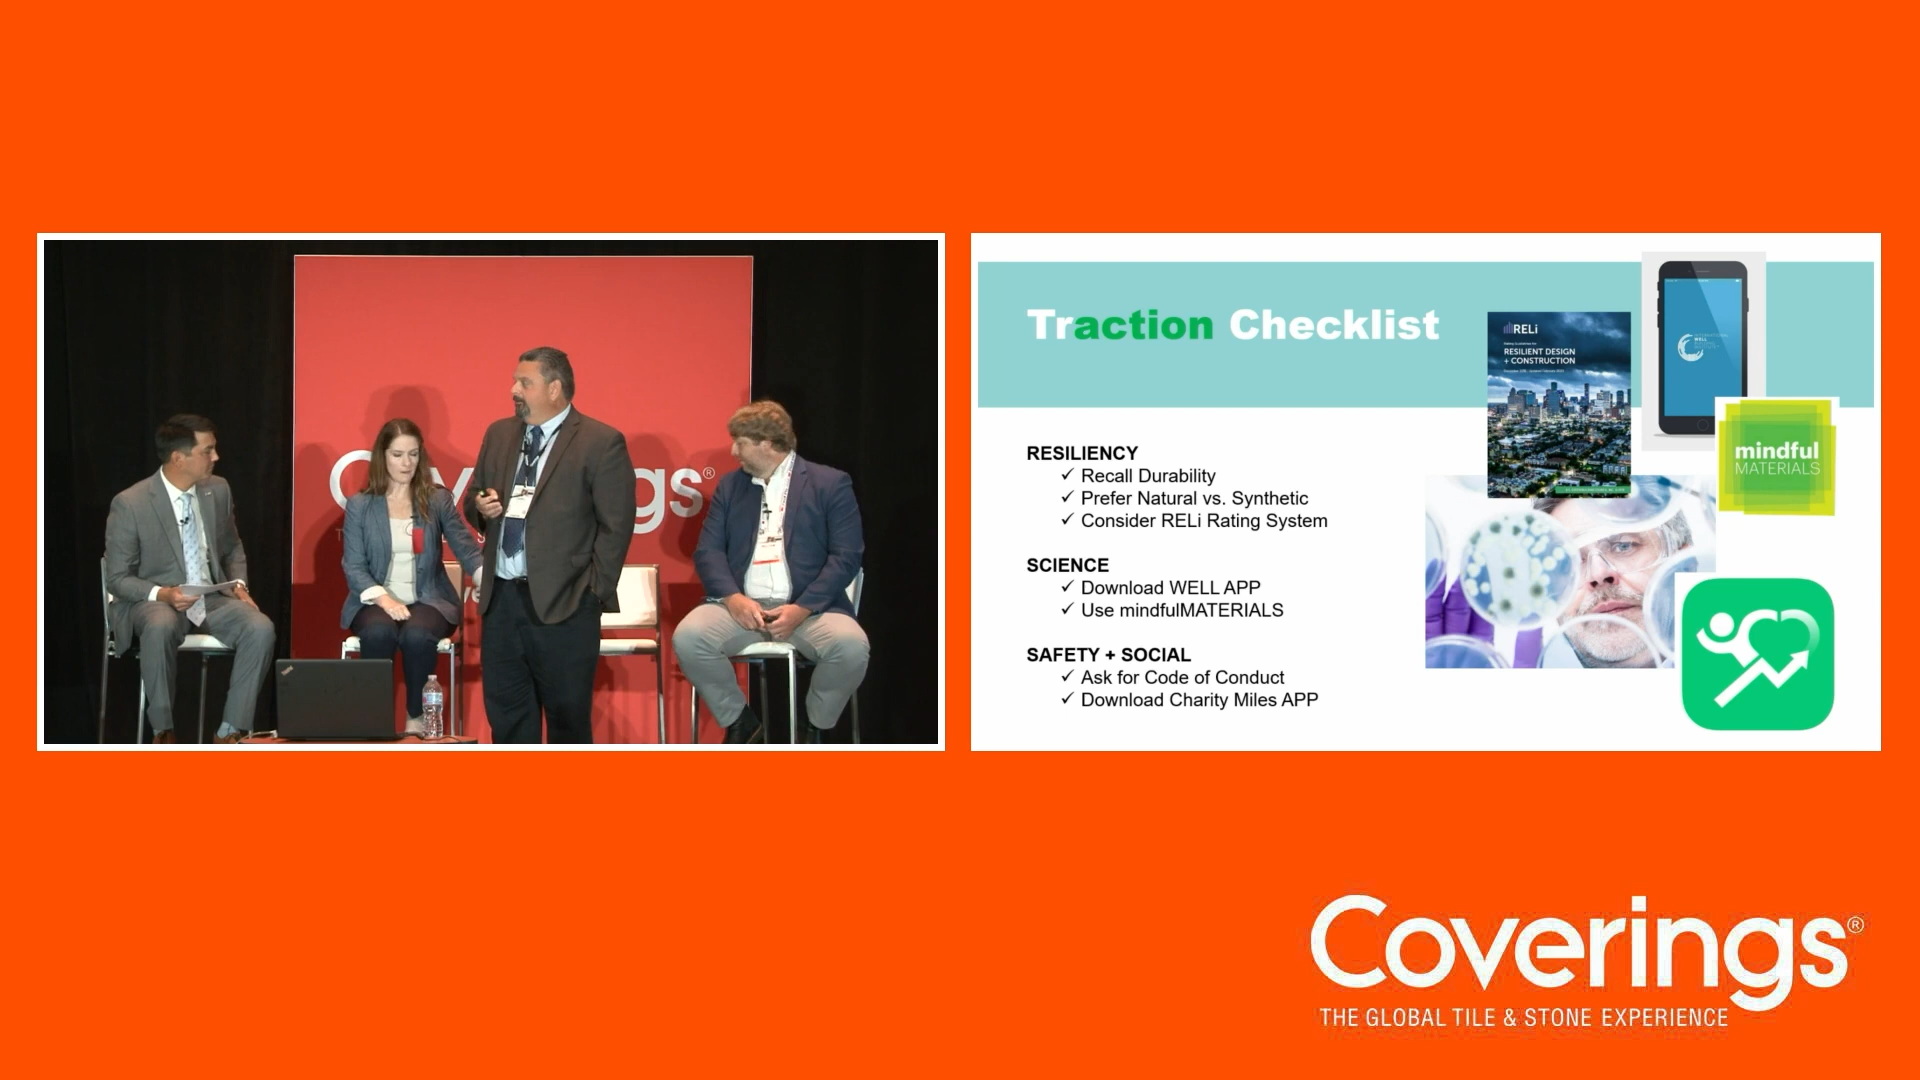 Coverings®
Traction Checklist
RESILIENCY
✓ Recall Durability
✓ Prefer Natural vs. Synthetic
✓ Consider RELi Rating System
SCIENCE
✓ Download WELL APP
✓ Use mindfulMATERIALS
SAFETY + SOCIAL
✓ Ask for Code of Conduct
✓ Download Charity Miles APP
RELi
RESILIENT DESIGN
+ CONSTRUCTION
WELL
mindful
MATERIALS
Coverings®
THE GLOBAL TILE & STONE EXPERIENCE